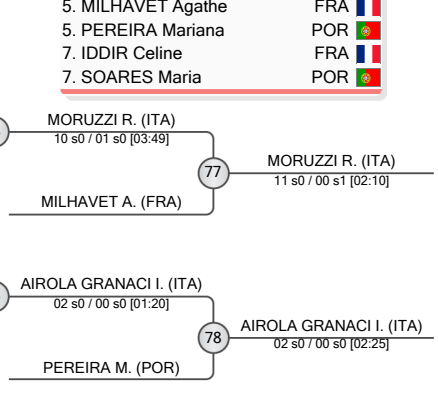 5. MILHAVET Agathe FRA
5. PEREIRA Mariana POR
7. IDDIR Celine FRA
7. SOARES Maria POR
MORUZZI R. (ITA)
10 s0 / 01 s0 [03:49]
77
MORUZZI R. (ITA)
11 s0 / 00 s1 [02:10]
MILHAVET A. (FRA)
AIROLA GRANACI I. (ITA)
02 s0 / 00 s0 [01:20]
78
AIROLA GRANACI I. (ITA)
02 s0 / 00 s0 [02:25]
PEREIRA M. (POR)